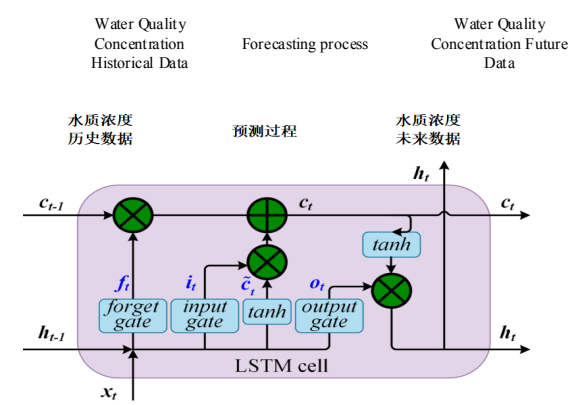 Water Quality
Concentration
Historical Data
Forecasting process
Water Quality
Concentration Future
Data
水质浓度
历史数据
预测过程
水质浓度
未来数据
h_t
c_{t-1}
c_t
c_t
tanh
f_t
i_t
c̃_t
o_t
forget
gate
input
gate
tanh
output
gate
h_{t-1}
h_t
LSTM cell
x_t